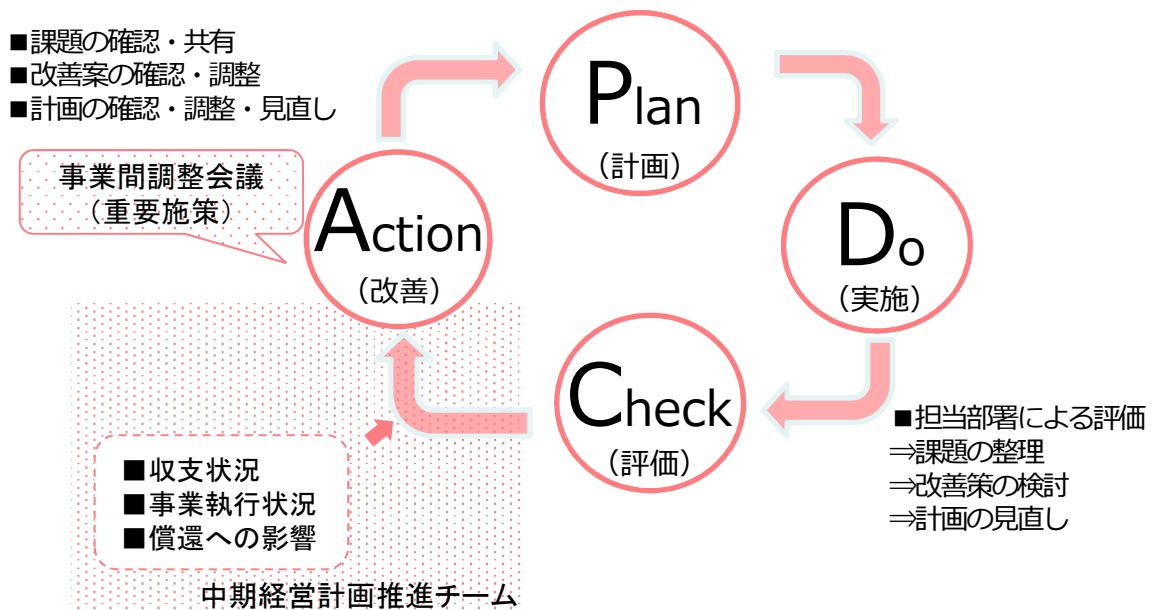 ■課題の確認・共有
■改善案の確認・調整
■計画の確認・調整・見直し
事業間調整会議
(重要施策)
Plan
(計画)
Action
(改善)
Do
(実施)
Check
(評価)
■担当部署による評価
⇒課題の整理
⇒改善策の検討
⇒計画の見直し
■収支状況
■事業執行状況
■償還への影響
中期経営計画推進チーム